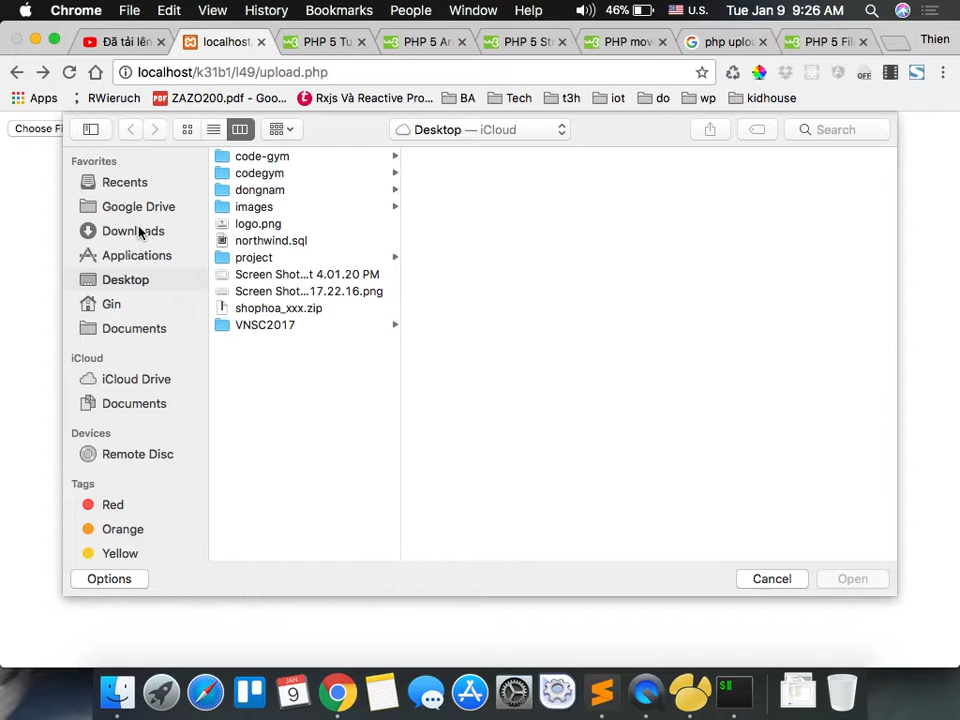 Chrome File Edit View History Bookmarks People Window Help 46% U.S. Tue Jan 9 9:26 AM
Đã tải lên localhost/ PHP 5 Tu PHP 5 Ar PHP 5 Str PHP mov php uploa PHP 5 Fil Thien
localhost/k31b1/l49/upload.php
Apps RWieruch ZAZO200.pdf - Goo... Rxjs Và Reactive Pro... BA Tech t3h iot do wp kidhouse
Choose Fi
Desktop — iCloud
Search
Favorites
Recents
Google Drive
Downloads
Applications
Desktop
Gin
Documents
iCloud
iCloud Drive
Documents
Devices
Remote Disc
Tags
Red
Orange
Yellow
code-gym
codegym
dongnam
images
logo.png
northwind.sql
project
Screen Shot...t 4.01.20 PM
Screen Shot...17.22.16.png
shophoa_xxx.zip
VNSC2017
Options
Cancel
Open
JAN
9
$